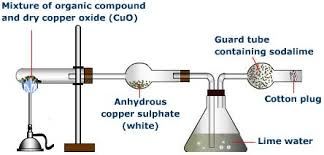 Mixture of organic compound
and dry copper oxide (CuO)
Guard tube
containing sodalime
Anhydrous
copper sulphate
(white)
Cotton plug
Lime water